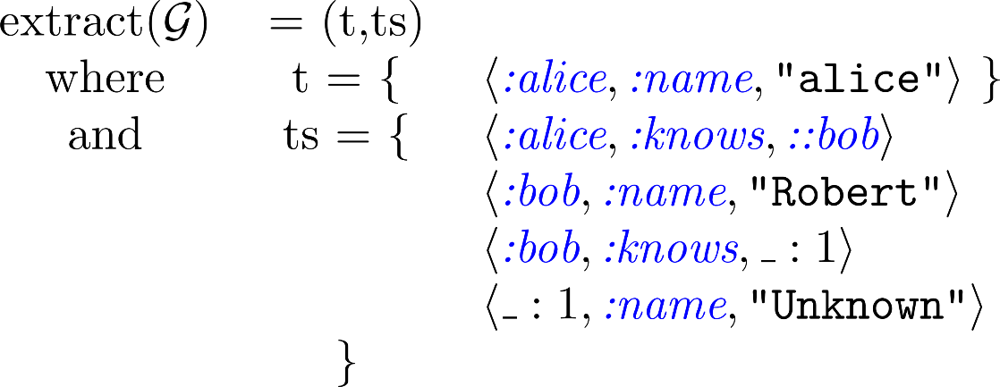 extract(𝒢) = (t,ts)
where t = { ⟨:alice, :name, "alice"⟩ }
and ts = { ⟨:alice, :knows, ::bob⟩
⟨:bob, :name, "Robert"⟩
⟨:bob, :knows, _ : 1⟩
⟨_ : 1, :name, "Unknown"⟩
}